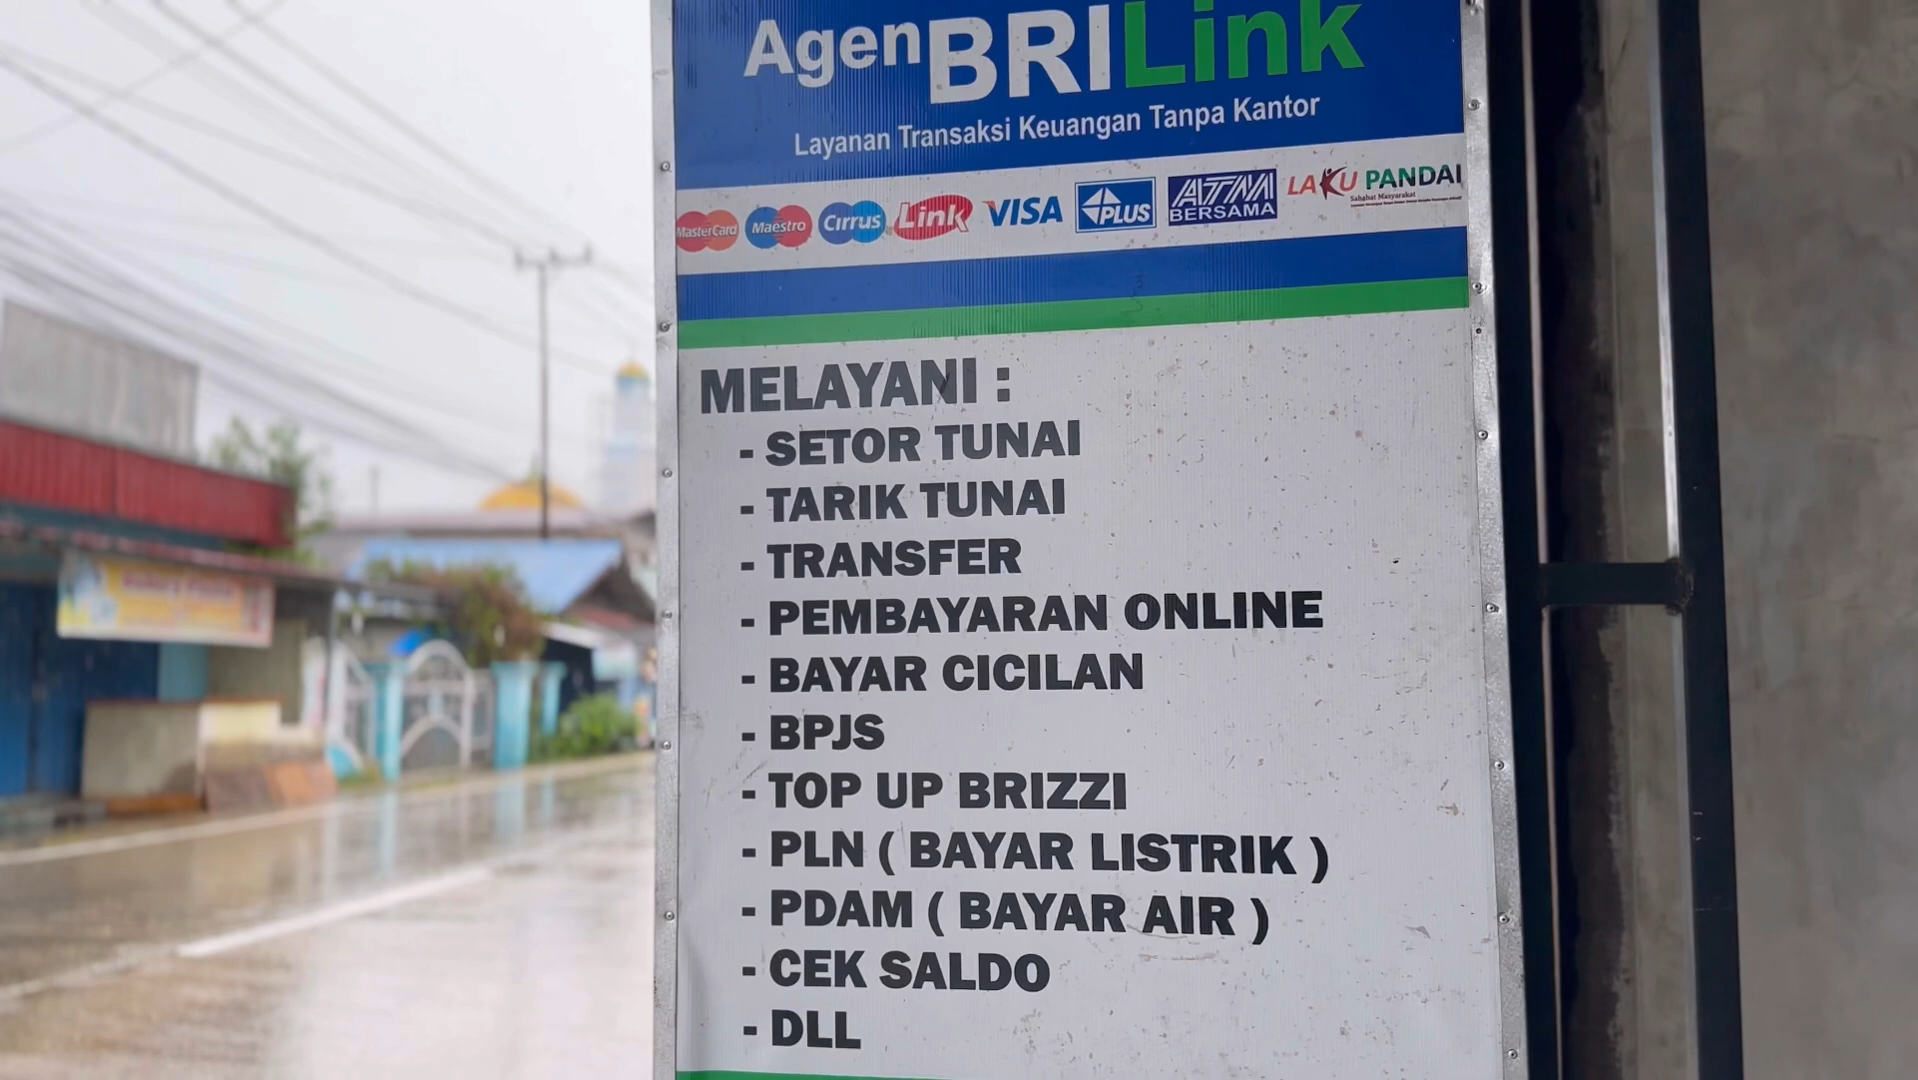 Agen BRILink
Layanan Transaksi Keuangan Tanpa Kantor
MasterCard Maestro Cirrus Link VISA PLUS ATM BERSAMA LAKU PANDAI
MELAYANI :
- SETOR TUNAI
- TARIK TUNAI
- TRANSFER
- PEMBAYARAN ONLINE
- BAYAR CICILAN
- BPJS
- TOP UP BRIZZI
- PLN ( BAYAR LISTRIK )
- PDAM ( BAYAR AIR )
- CEK SALDO
- DLL